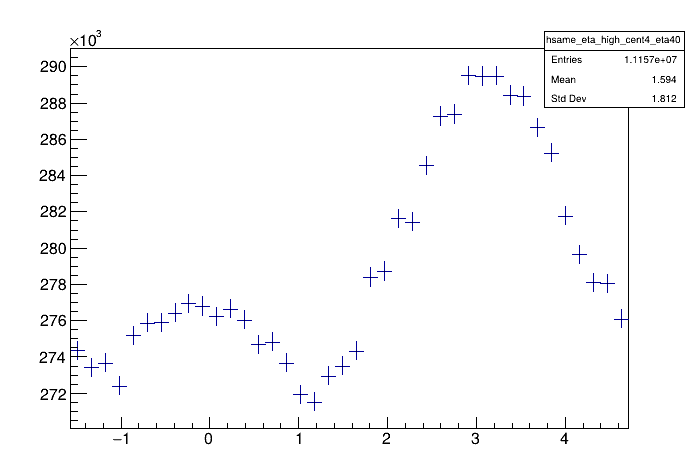 ×10³
hsame_eta_high_cent4_eta40
Entries 1.1157e+07
Mean 1.594
Std Dev 1.812
290
288
286
284
282
280
278
276
274
272
−1 0 1 2 3 4